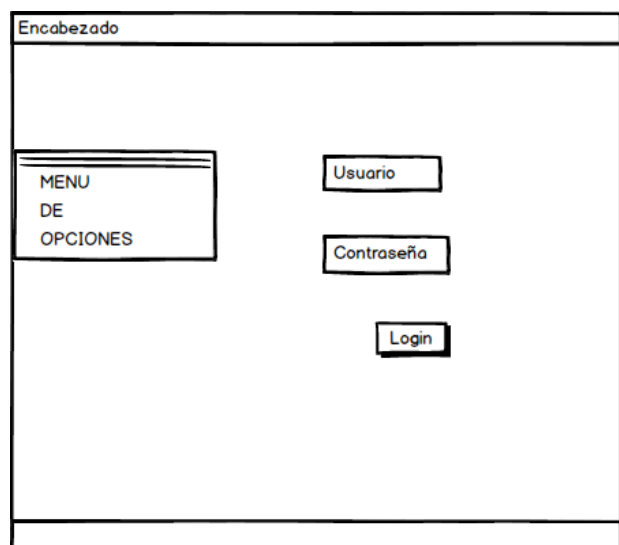 Encabezado
MENU
DE
OPCIONES
Usuario
Contraseña
Login